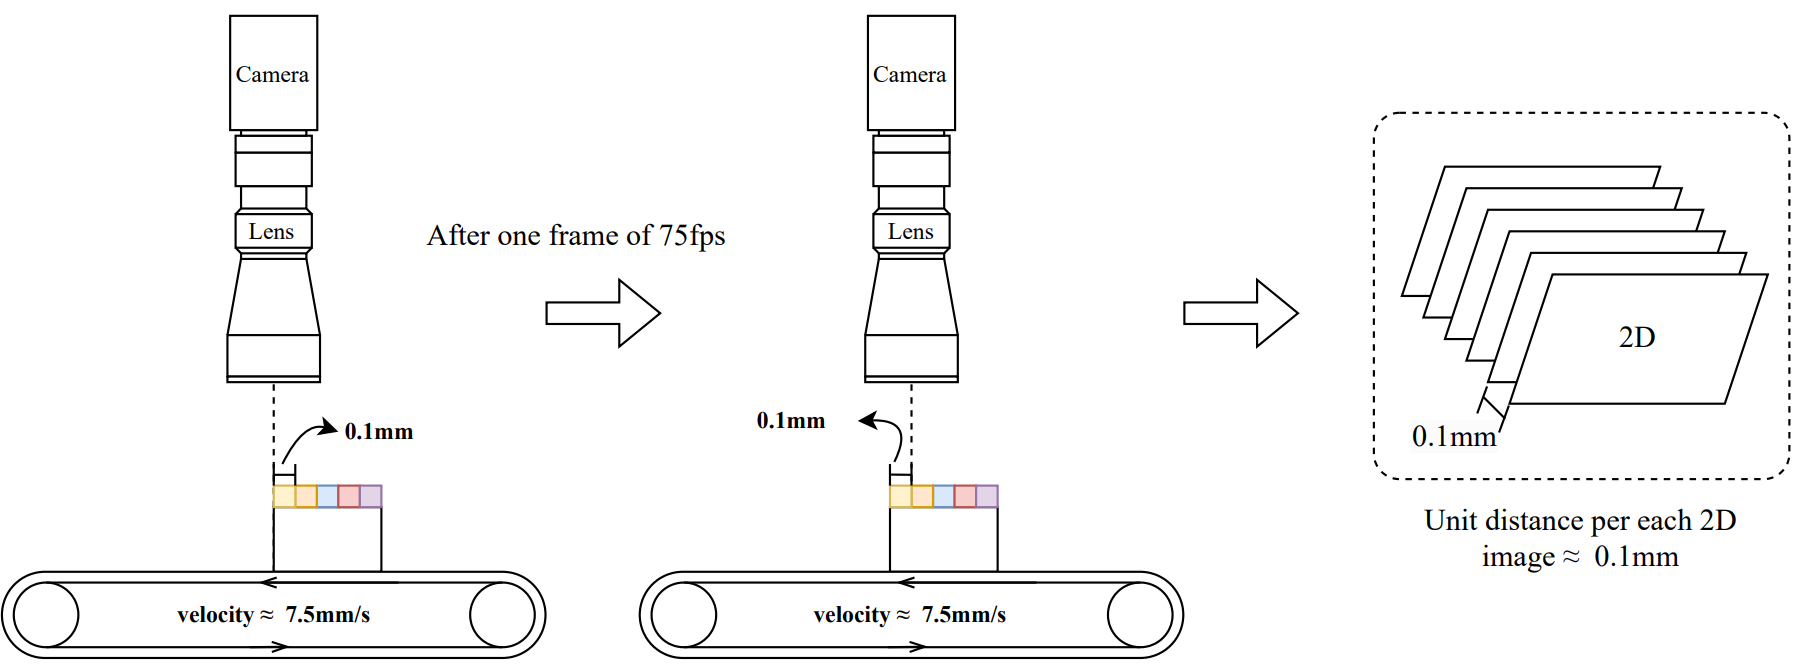 Camera
Lens
0.1mm
velocity ≈ 7.5mm/s
After one frame of 75fps
Camera
Lens
0.1mm
velocity ≈ 7.5mm/s
2D
0.1mm
Unit distance per each 2D
image ≈ 0.1mm